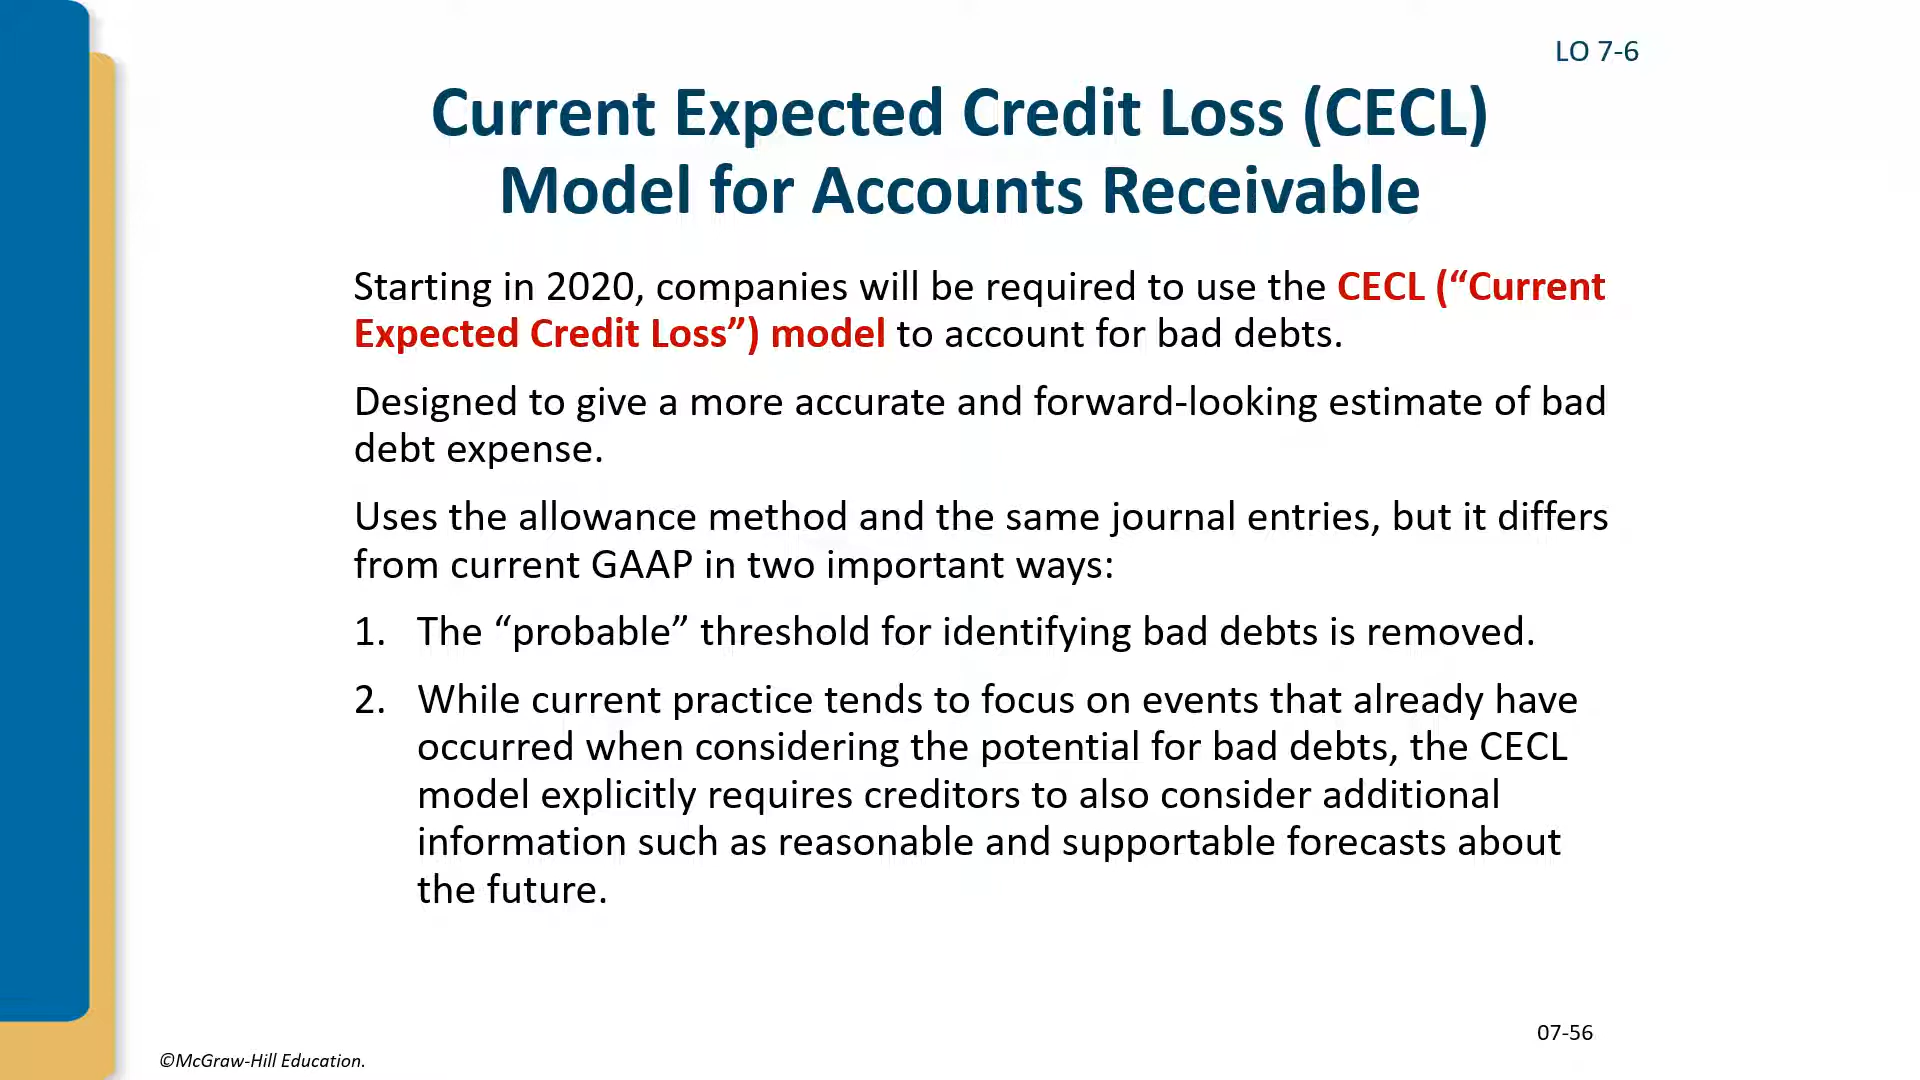 LO 7-6
Current Expected Credit Loss (CECL)
Model for Accounts Receivable
Starting in 2020, companies will be required to use the CECL (“Current
Expected Credit Loss”) model to account for bad debts.
Designed to give a more accurate and forward-looking estimate of bad
debt expense.
Uses the allowance method and the same journal entries, but it differs
from current GAAP in two important ways:
1. The “probable” threshold for identifying bad debts is removed.
2. While current practice tends to focus on events that already have
occurred when considering the potential for bad debts, the CECL
model explicitly requires creditors to also consider additional
information such as reasonable and supportable forecasts about
the future.
07-56
©McGraw-Hill Education.